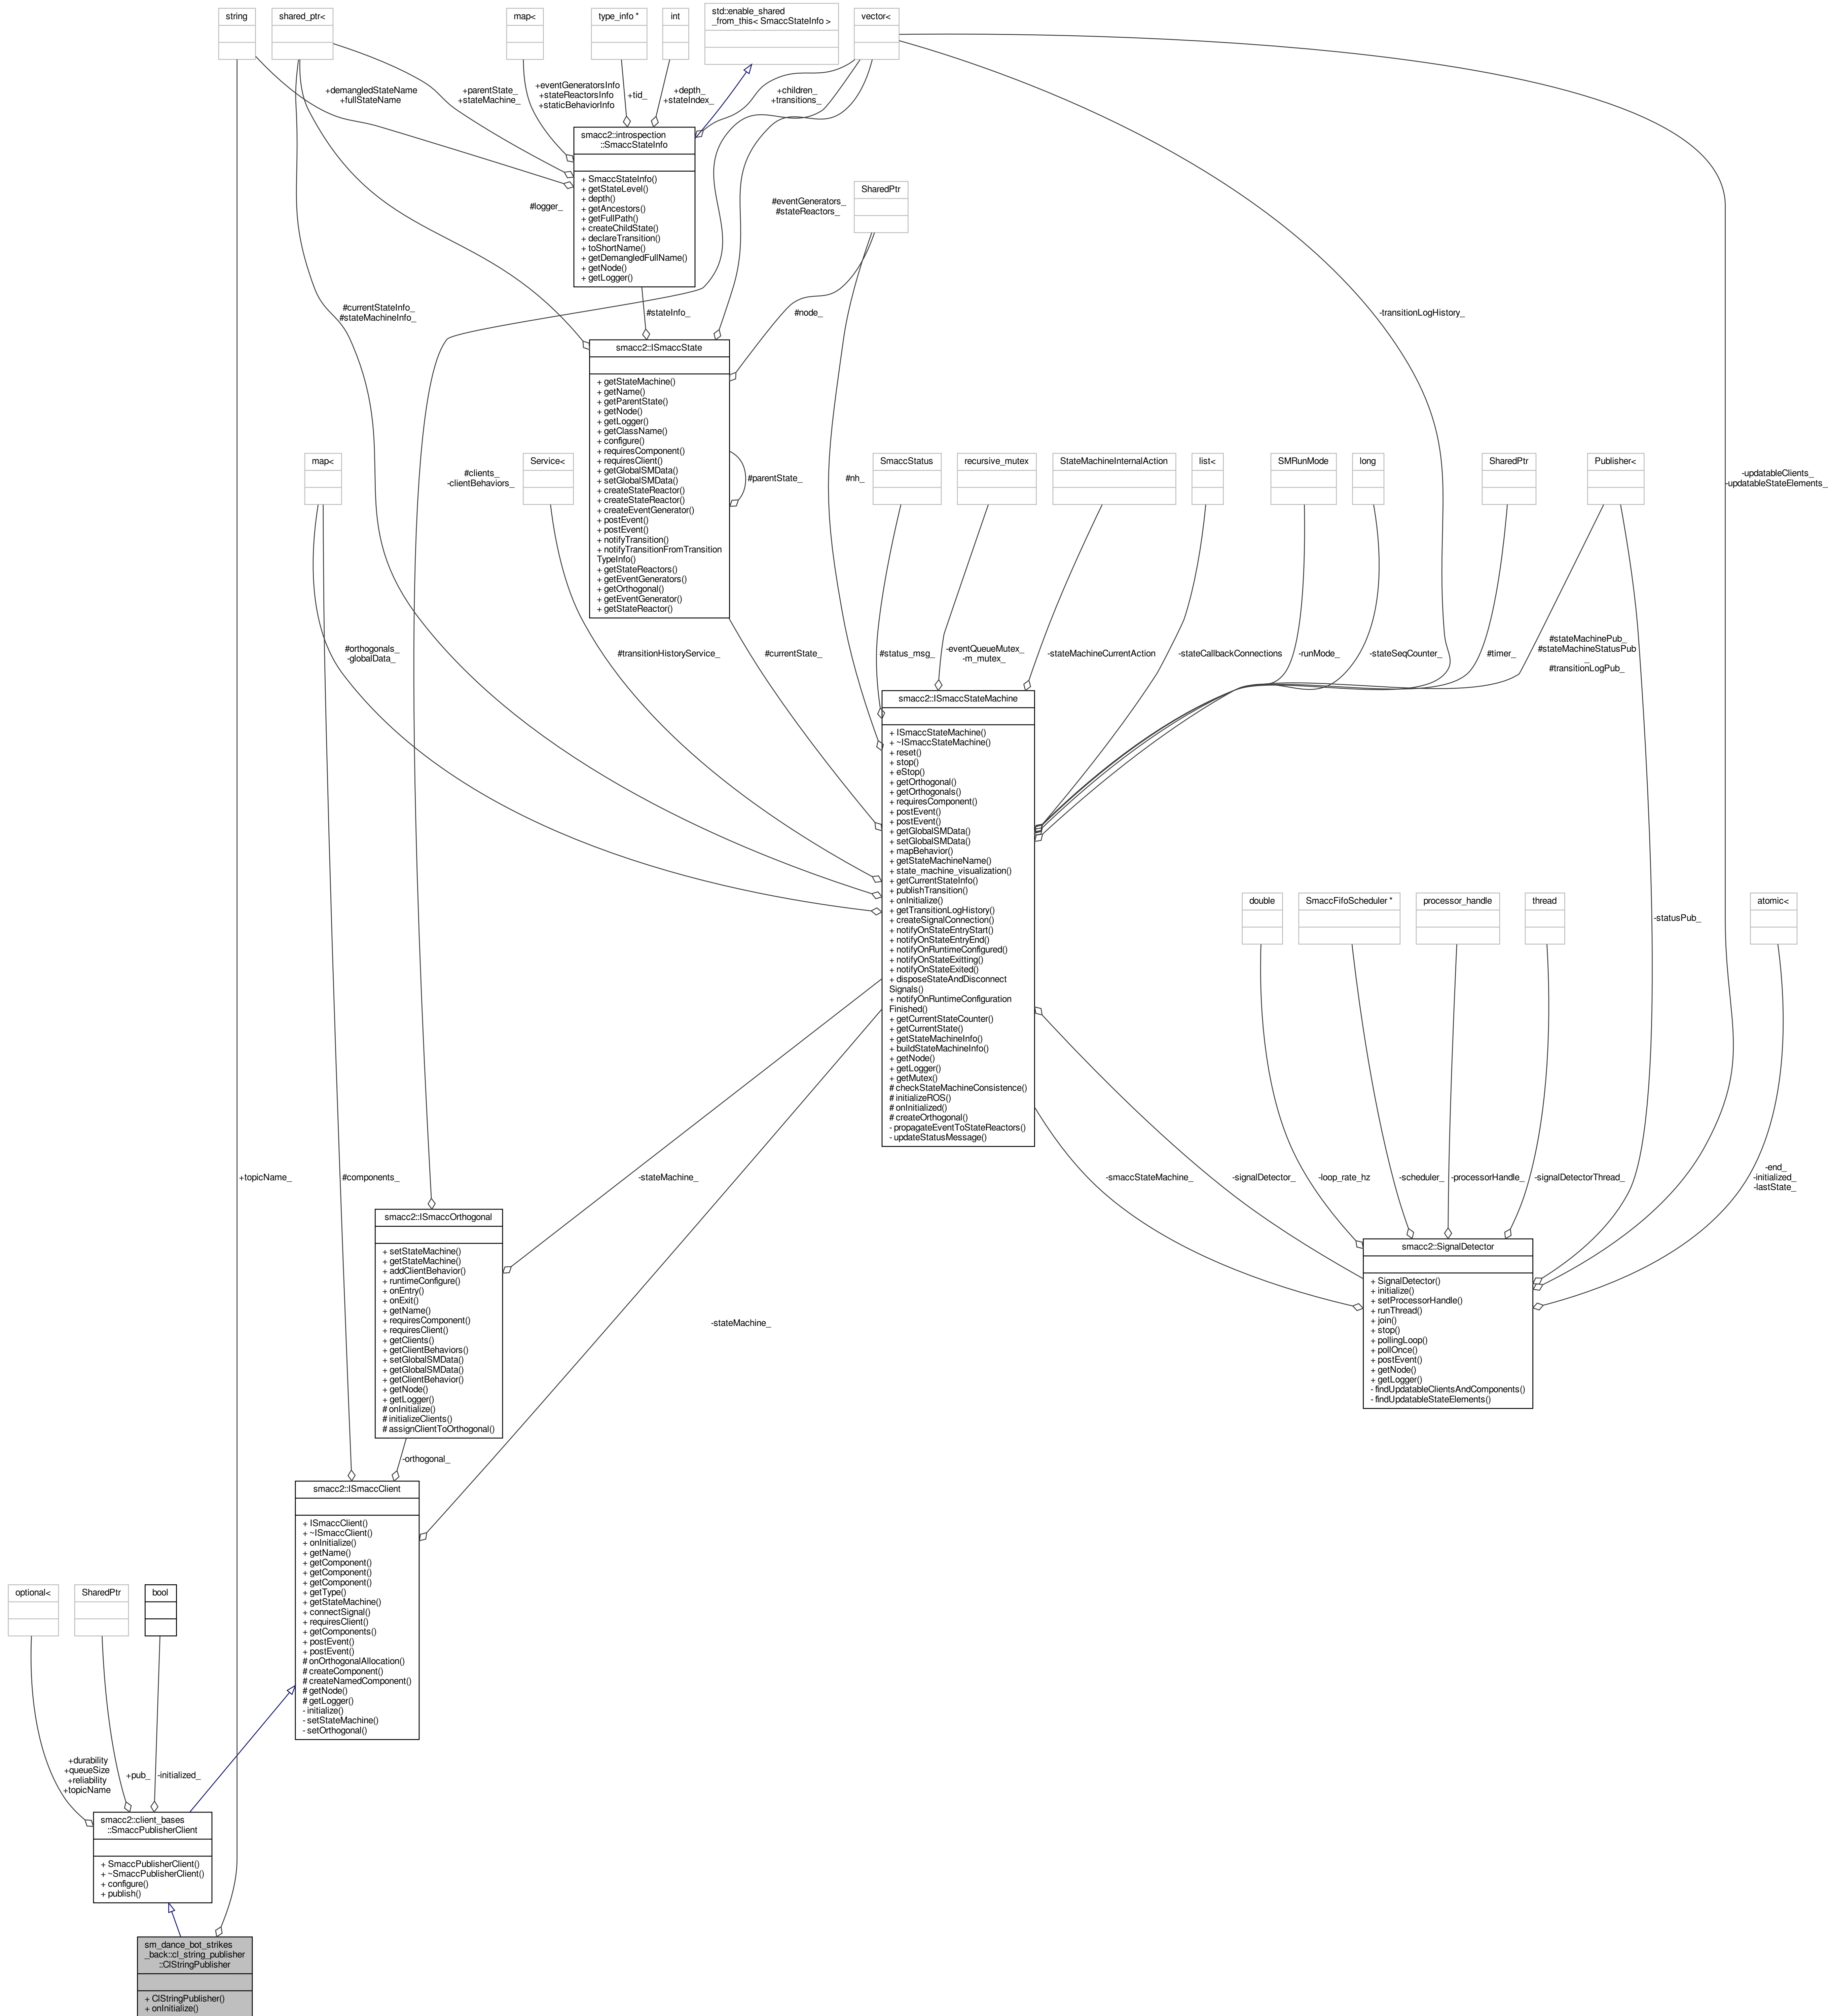 string
shared_ptr<
map<
type_info *
int
std::enable_shared
_from_this< SmaccStateInfo >
vector<
+demangledStateName
+fullStateName
+parentState_
+stateMachine_
+eventGeneratorsInfo
+stateReactorsInfo
+staticBehaviorInfo
+tid_
+depth_
+stateIndex_
+children_
+transitions_
smacc2::introspection
::SmaccStateInfo
+ SmaccStateInfo()
+ getStateLevel()
+ depth()
+ getAncestors()
+ getFullPath()
+ createChildState()
+ declareTransition()
+ toShortName()
+ getDemangledFullName()
+ getNode()
+ getLogger()
#logger_
#eventGenerators_
#stateReactors_
SharedPtr
#currentStateInfo_
#stateMachineInfo_
#stateInfo_
#node_
-transitionLogHistory_
smacc2::ISmaccState
+ getStateMachine()
+ getName()
+ getParentState()
+ getNode()
+ getLogger()
+ getClassName()
+ configure()
+ requiresComponent()
+ requiresClient()
+ getGlobalSMData()
+ setGlobalSMData()
+ createStateReactor()
+ createStateReactor()
+ createEventGenerator()
+ postEvent()
+ postEvent()
+ notifyTransition()
+ notifyTransitionFromTransition
TypeInfo()
+ getStateReactors()
+ getEventGenerators()
+ getOrthogonal()
+ getEventGenerator()
+ getStateReactor()
map<
#clients_
-clientBehaviors_
Service<
#parentState_
#nh_
SmaccStatus
recursive_mutex
StateMachineInternalAction
list<
SMRunMode
long
SharedPtr
Publisher<
-updatableClients_
-updatableStateElements_
#orthogonals_
-globalData_
#transitionHistoryService_
#currentState_
#status_msg_
-eventQueueMutex_
-m_mutex_
-stateMachineCurrentAction
-stateCallbackConnections
-runMode_
-stateSeqCounter_
#timer_
#stateMachinePub_
#stateMachineStatusPub
_
#transitionLogPub_
smacc2::ISmaccStateMachine
+ ISmaccStateMachine()
+ ~ISmaccStateMachine()
+ reset()
+ stop()
+ eStop()
+ getOrthogonal()
+ getOrthogonals()
+ requiresComponent()
+ postEvent()
+ postEvent()
+ getGlobalSMData()
+ setGlobalSMData()
+ mapBehavior()
+ getStateMachineName()
+ state_machine_visualization()
+ getCurrentStateInfo()
+ publishTransition()
+ onInitialize()
+ getTransitionLogHistory()
+ createSignalConnection()
+ notifyOnStateEntryStart()
+ notifyOnStateEntryEnd()
+ notifyOnRuntimeConfigured()
+ notifyOnStateExitting()
+ notifyOnStateExited()
+ disposeStateAndDisconnect
Signals()
+ notifyOnRuntimeConfiguration
Finished()
+ getCurrentStateCounter()
+ getCurrentState()
+ getStateMachineInfo()
+ buildStateMachineInfo()
+ getNode()
+ getLogger()
+ getMutex()
# checkStateMachineConsistence()
# initializeROS()
# onInitialized()
# createOrthogonal()
- propagateEventToStateReactors()
- updateStatusMessage()
double
SmaccFifoScheduler *
processor_handle
thread
-statusPub_
atomic<
+topicName_
#components_
-stateMachine_
-smaccStateMachine_
-signalDetector_
-loop_rate_hz
-scheduler_
-processorHandle_
-signalDetectorThread_
-end_
-initialized_
-lastState_
smacc2::ISmaccOrthogonal
+ setStateMachine()
+ getStateMachine()
+ addClientBehavior()
+ runtimeConfigure()
+ onEntry()
+ onExit()
+ getName()
+ requiresComponent()
+ requiresClient()
+ getClients()
+ getClientBehaviors()
+ setGlobalSMData()
+ getGlobalSMData()
+ getClientBehavior()
+ getNode()
+ getLogger()
# onInitialize()
# initializeClients()
# assignClientToOrthogonal()
smacc2::SignalDetector
+ SignalDetector()
+ initialize()
+ setProcessorHandle()
+ runThread()
+ join()
+ stop()
+ pollingLoop()
+ pollOnce()
+ postEvent()
+ getNode()
+ getLogger()
- findUpdatableClientsAndComponents()
- findUpdatableStateElements()
-stateMachine_
-orthogonal_
smacc2::ISmaccClient
+ ISmaccClient()
+ ~ISmaccClient()
+ onInitialize()
+ getName()
+ getComponent()
+ getComponent()
+ getComponent()
+ getType()
+ getStateMachine()
+ connectSignal()
+ requiresClient()
+ getComponents()
+ postEvent()
+ postEvent()
# onOrthogonalAllocation()
# createComponent()
# createNamedComponent()
# getNode()
# getLogger()
- initialize()
- setStateMachine()
- setOrthogonal()
optional<
SharedPtr
bool
+durability
+queueSize
+reliability
+topicName
+pub_
-initialized_
smacc2::client_bases
::SmaccPublisherClient
+ SmaccPublisherClient()
+ ~SmaccPublisherClient()
+ configure()
+ publish()
sm_dance_bot_strikes
_back::cl_string_publisher
::ClStringPublisher
+ ClStringPublisher()
+ onInitialize()